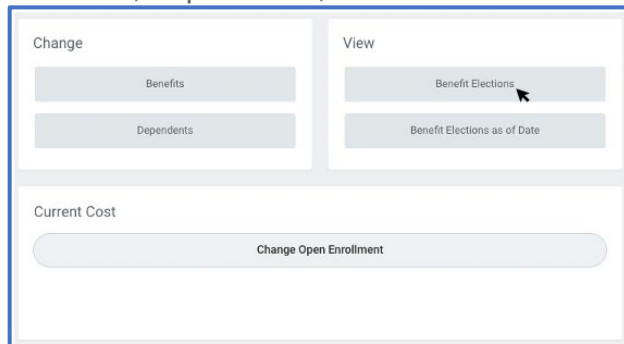 Change
Benefits
Dependents
View
Benefit Elections
Benefit Elections as of Date
Current Cost
Change Open Enrollment